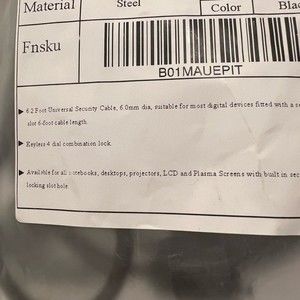 Material Steel Color
Fnsku
B01MAUEPIT
6.2 Foot Universal Security Cable, 6.0mm dia, suitable for most digital devices fitted with a
slot 6-foot cable length.
Keyless 4 dial combination lock.
Available for all notebooks, desktops, projectors, LCD and Plasma Screens with built in
locking slot hole.